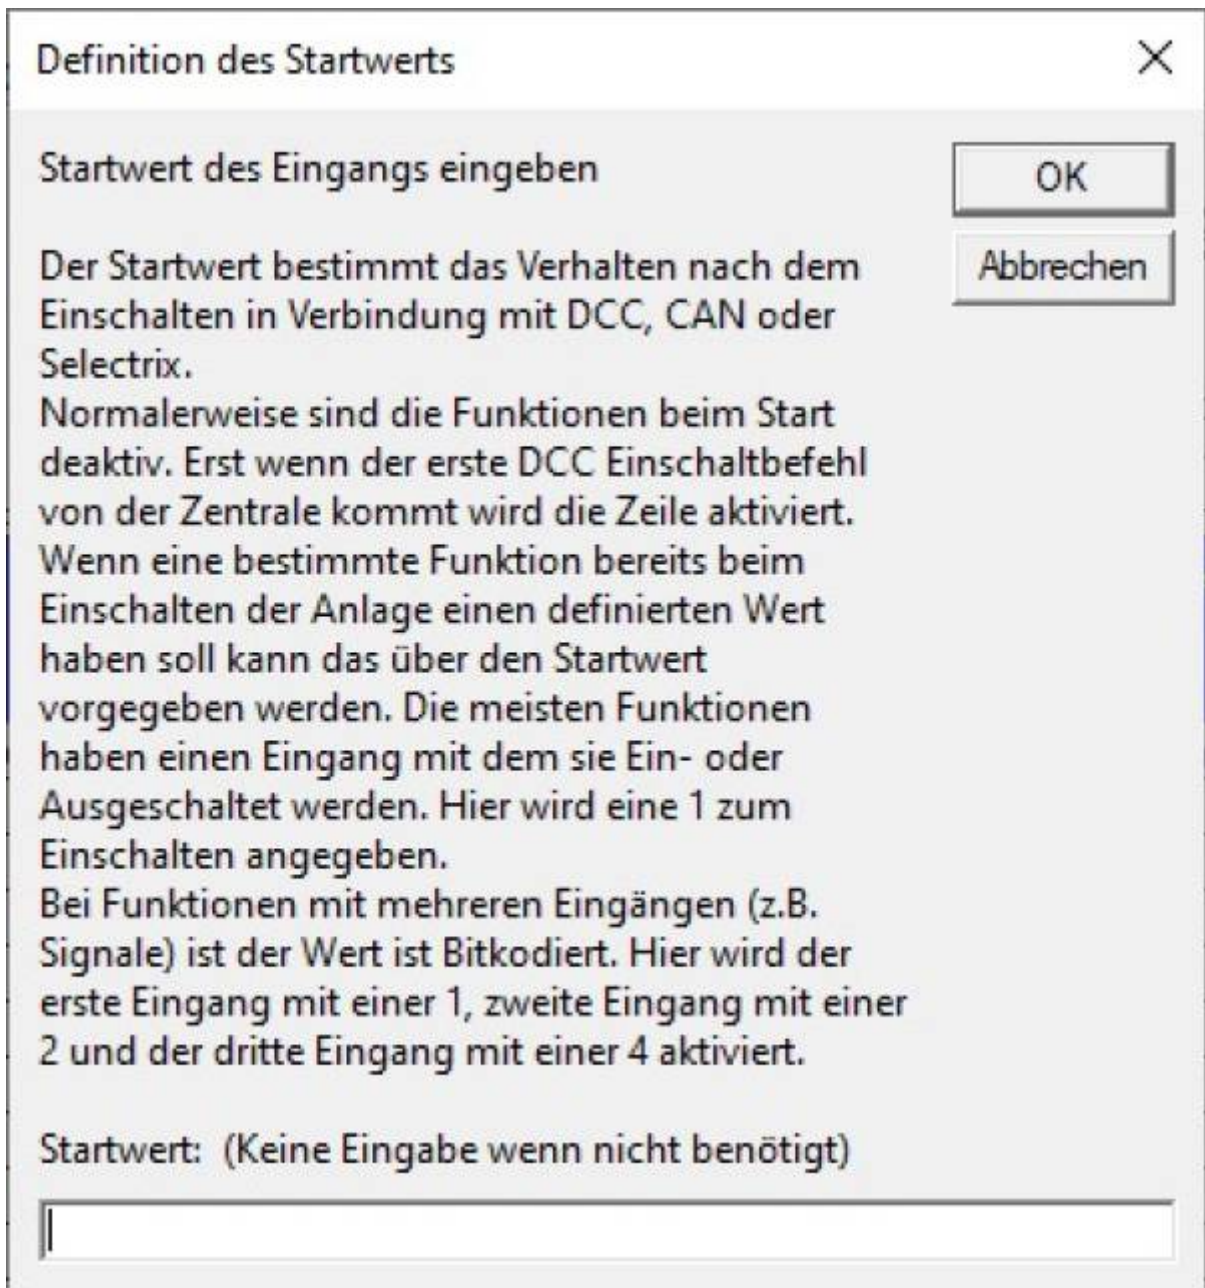 Definition des Startwerts
Startwert des Eingangs eingeben
OK
Abbrechen
Der Startwert bestimmt das Verhalten nach dem
Einschalten in Verbindung mit DCC, CAN oder
Selectrix.
Normalerweise sind die Funktionen beim Start
deaktiv. Erst wenn der erste DCC Einschaltbefehl
von der Zentrale kommt wird die Zeile aktiviert.
Wenn eine bestimmte Funktion bereits beim
Einschalten der Anlage einen definierten Wert
haben soll kann das über den Startwert
vorgegeben werden. Die meisten Funktionen
haben einen Eingang mit dem sie Ein- oder
Ausgeschaltet werden. Hier wird eine 1 zum
Einschalten angegeben.
Bei Funktionen mit mehreren Eingängen (z.B.
Signale) ist der Wert ist Bitkodiert. Hier wird der
erste Eingang mit einer 1, zweite Eingang mit einer
2 und der dritte Eingang mit einer 4 aktiviert.
Startwert:  (Keine Eingabe wenn nicht benötigt)